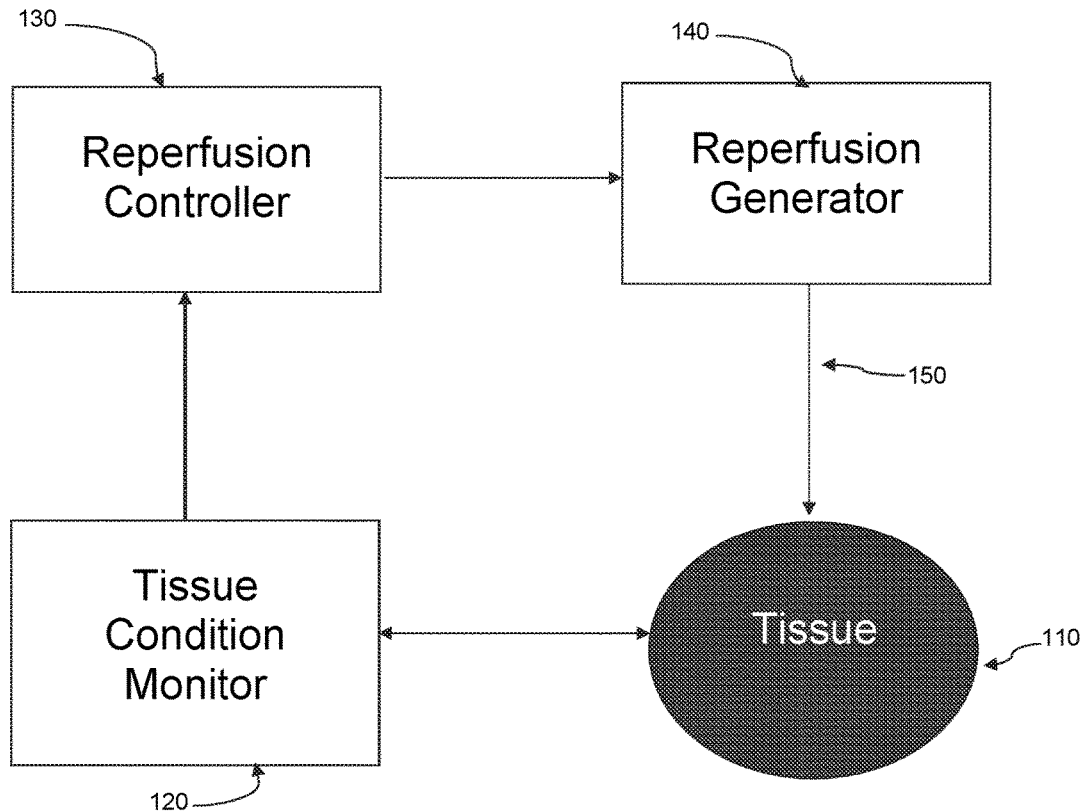 130
140
Reperfusion
Controller
Reperfusion
Generator
150
Tissue
Condition
Monitor
Tissue
110
120